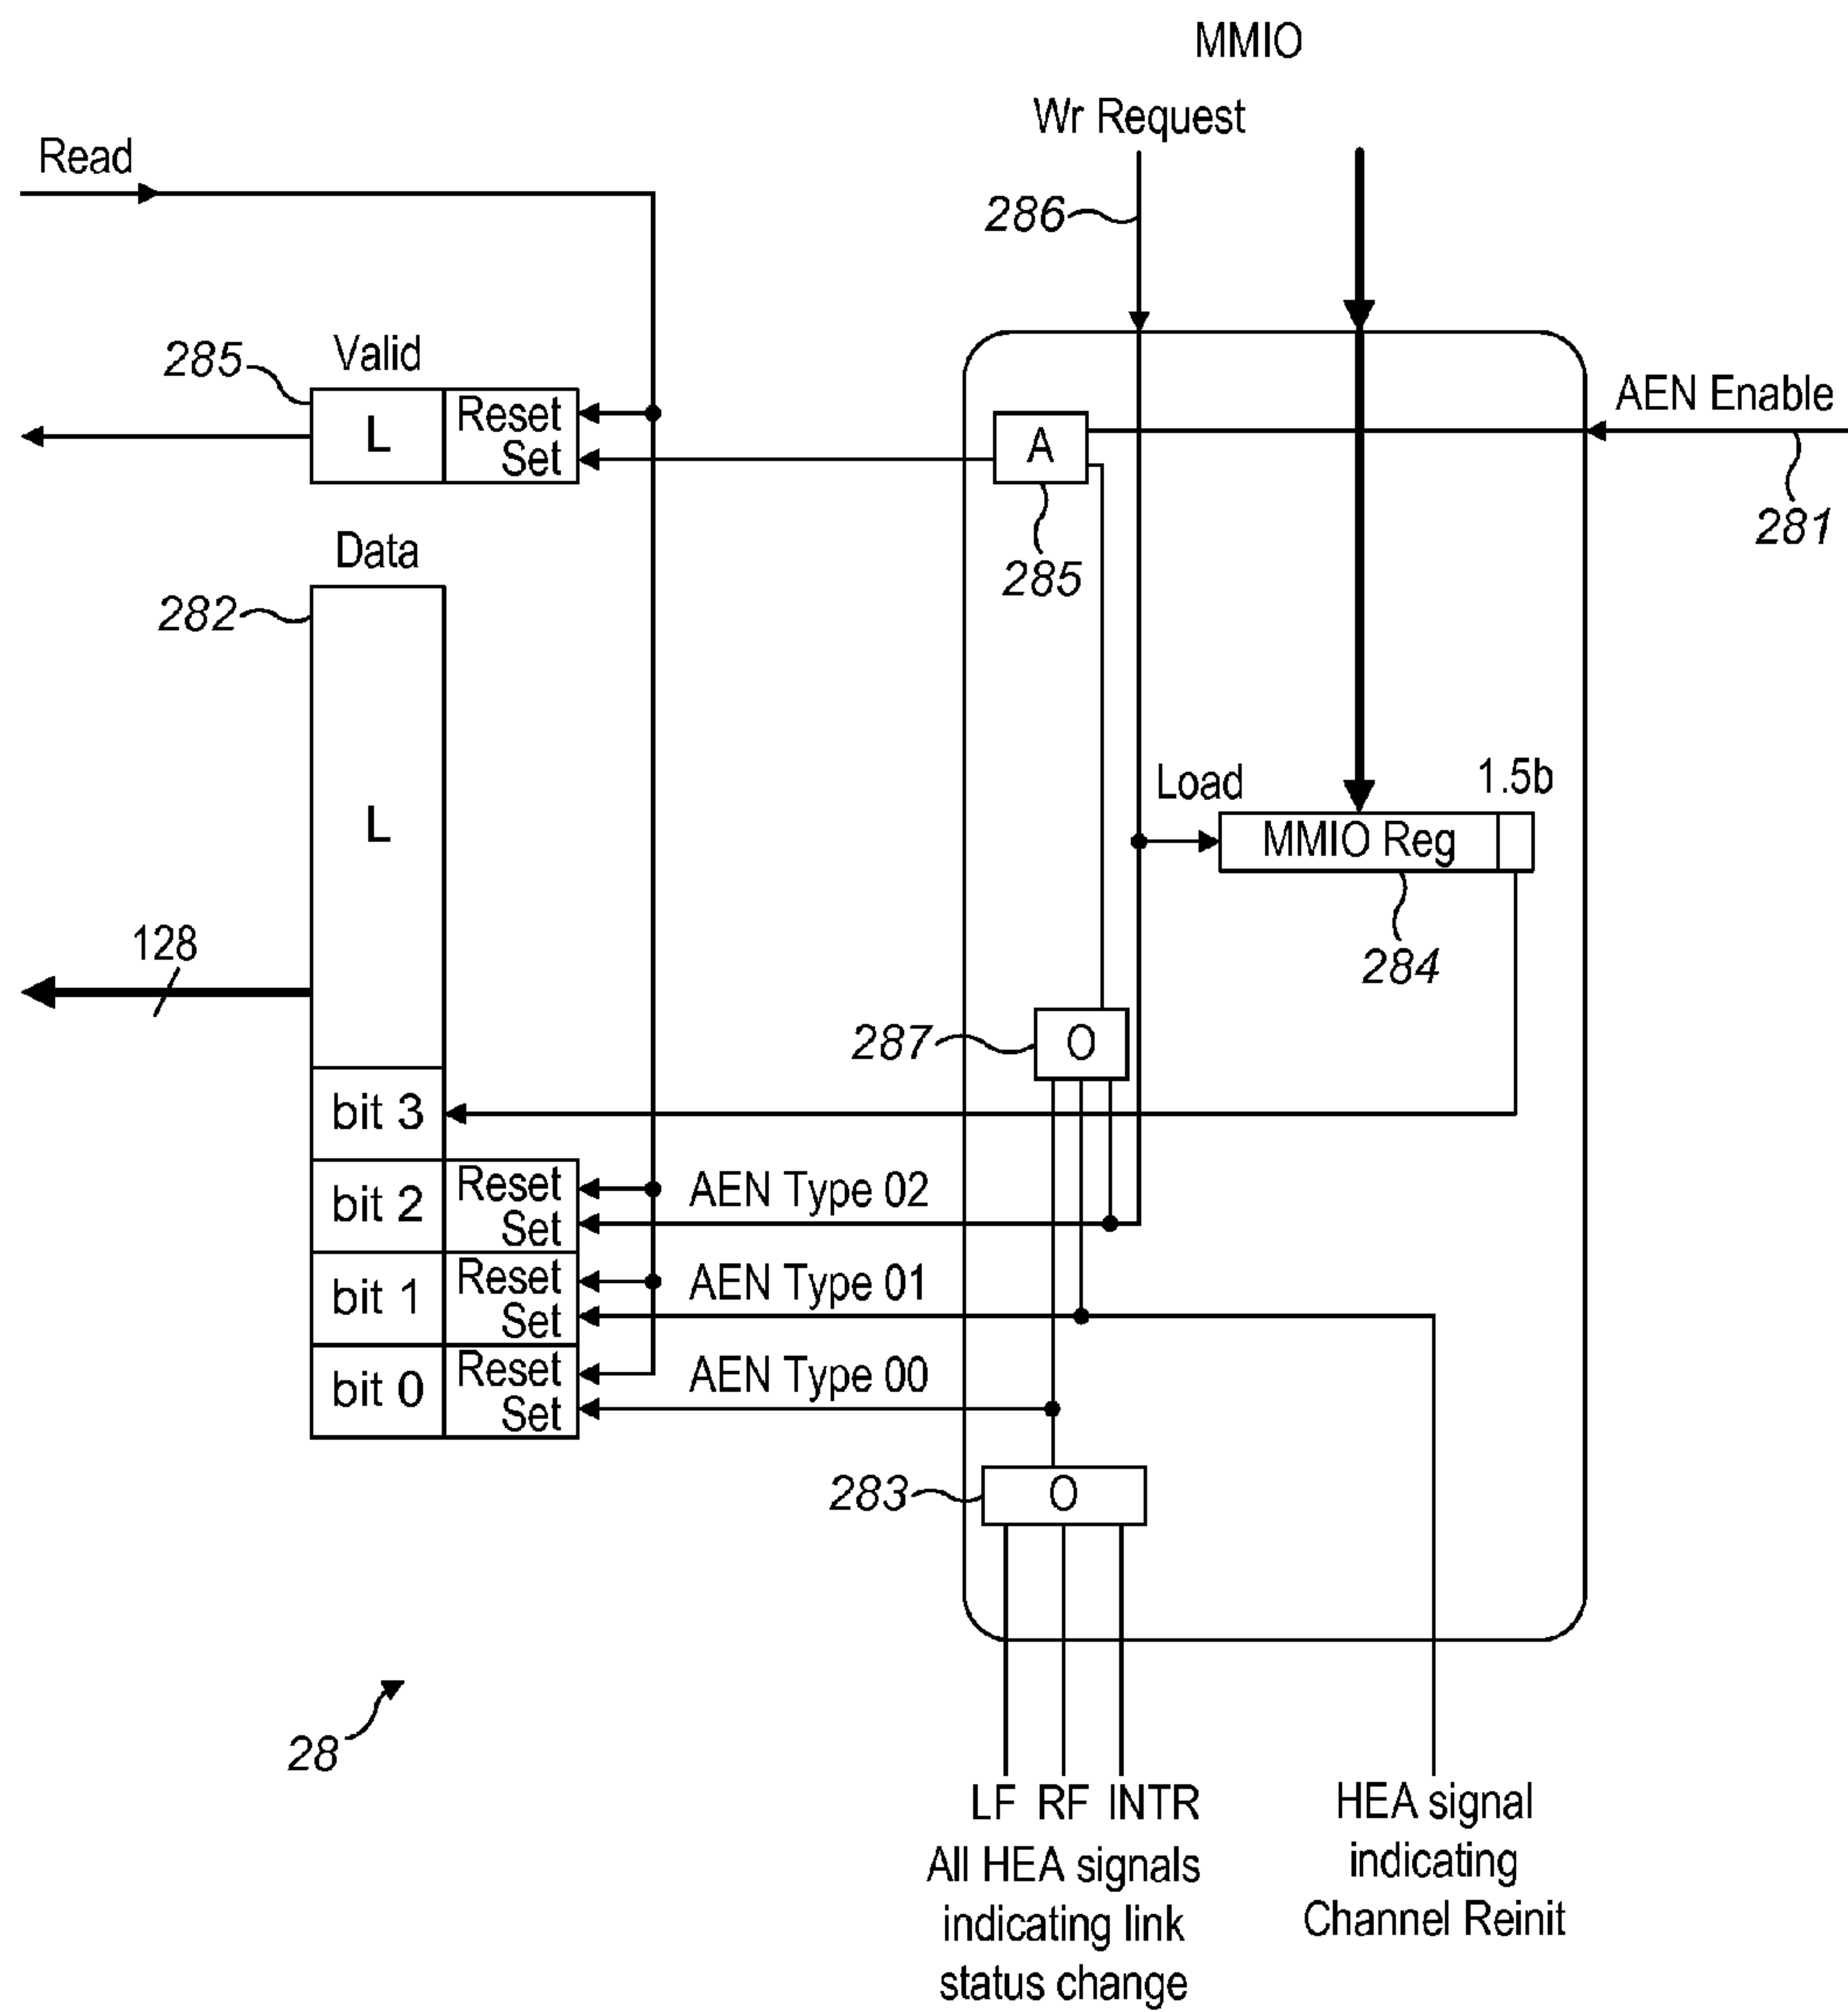 MMIO
Wr Request
Read
286
285
Valid
L
Reset
Set
A
285
AEN Enable
281
Data
282
L
Load
1.5b
MMIO Reg
284
128
287
O
bit 3
bit 2
Reset
Set
AEN Type 02
bit 1
Reset
Set
AEN Type 01
bit 0
Reset
Set
AEN Type 00
283
O
28
LF RF INTR
All HEA signals
indicating link
status change
HEA signal
indicating
Channel Reinit